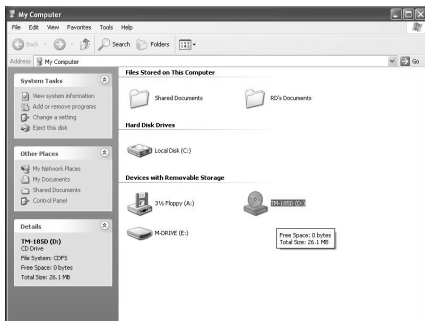 My Computer
File Edit View Favorites Tools Help
Back Search Folders
Address My Computer Go
System Tasks
View system information
Add or remove programs
Change a setting
Eject this disk
Other Places
My Network Places
My Documents
Shared Documents
Control Panel
Details
TM-18SD (D:)
CD Drive
File System: CDFS
Free Space: 0 bytes
Total Size: 26.1 MB
Files Stored on This Computer
Shared Documents RD's Documents
Hard Disk Drives
Local Disk (C:)
Devices with Removable Storage
3½ Floppy (A:) TM-18SD (D:)
M-DRIVE (E:)
Free Space: 0 bytes
Total Size: 26.1 MB